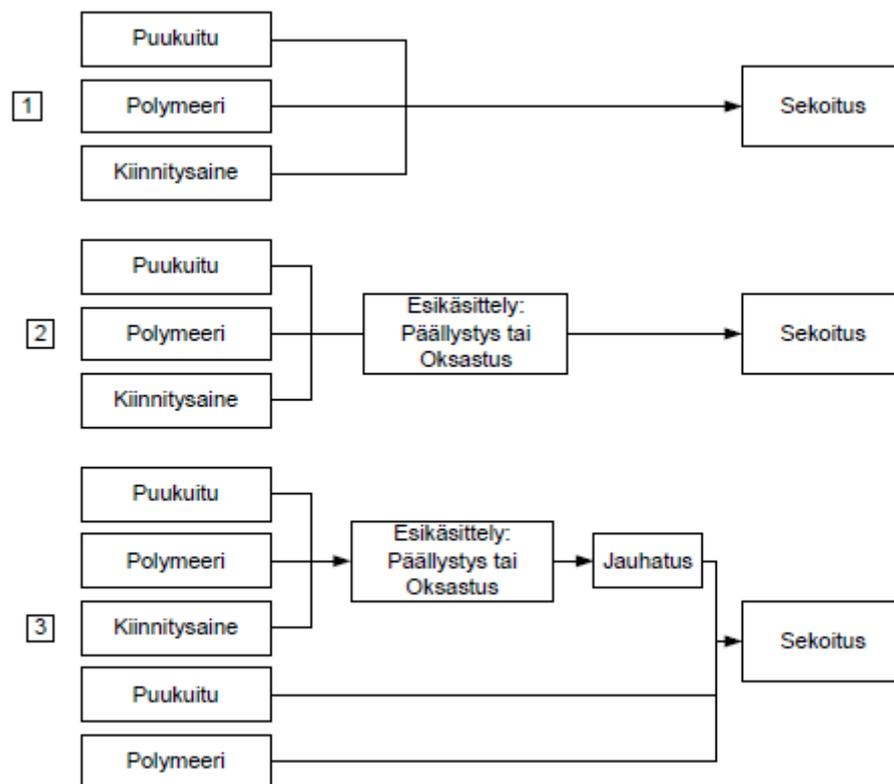 Puukuitu
1
Polymeeri
Sekoitus
Kiinnitysaine
Puukuitu
2
Polymeeri
Esikäsittely:
Päällystys tai
Oksastus
Sekoitus
Kiinnitysaine
Puukuitu
Polymeeri
Esikäsittely:
Päällystys tai
Oksastus
Jauhatus
3
Kiinnitysaine
Sekoitus
Puukuitu
Polymeeri